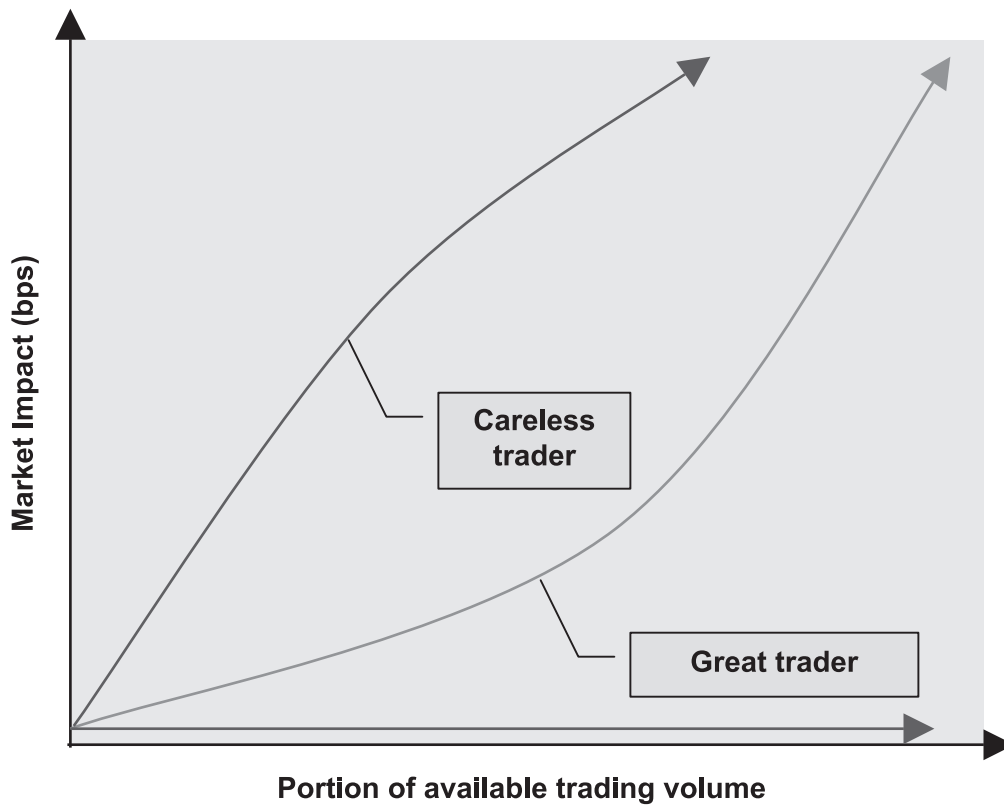 Market Impact (bps)
Careless
trader
Great trader
Portion of available trading volume